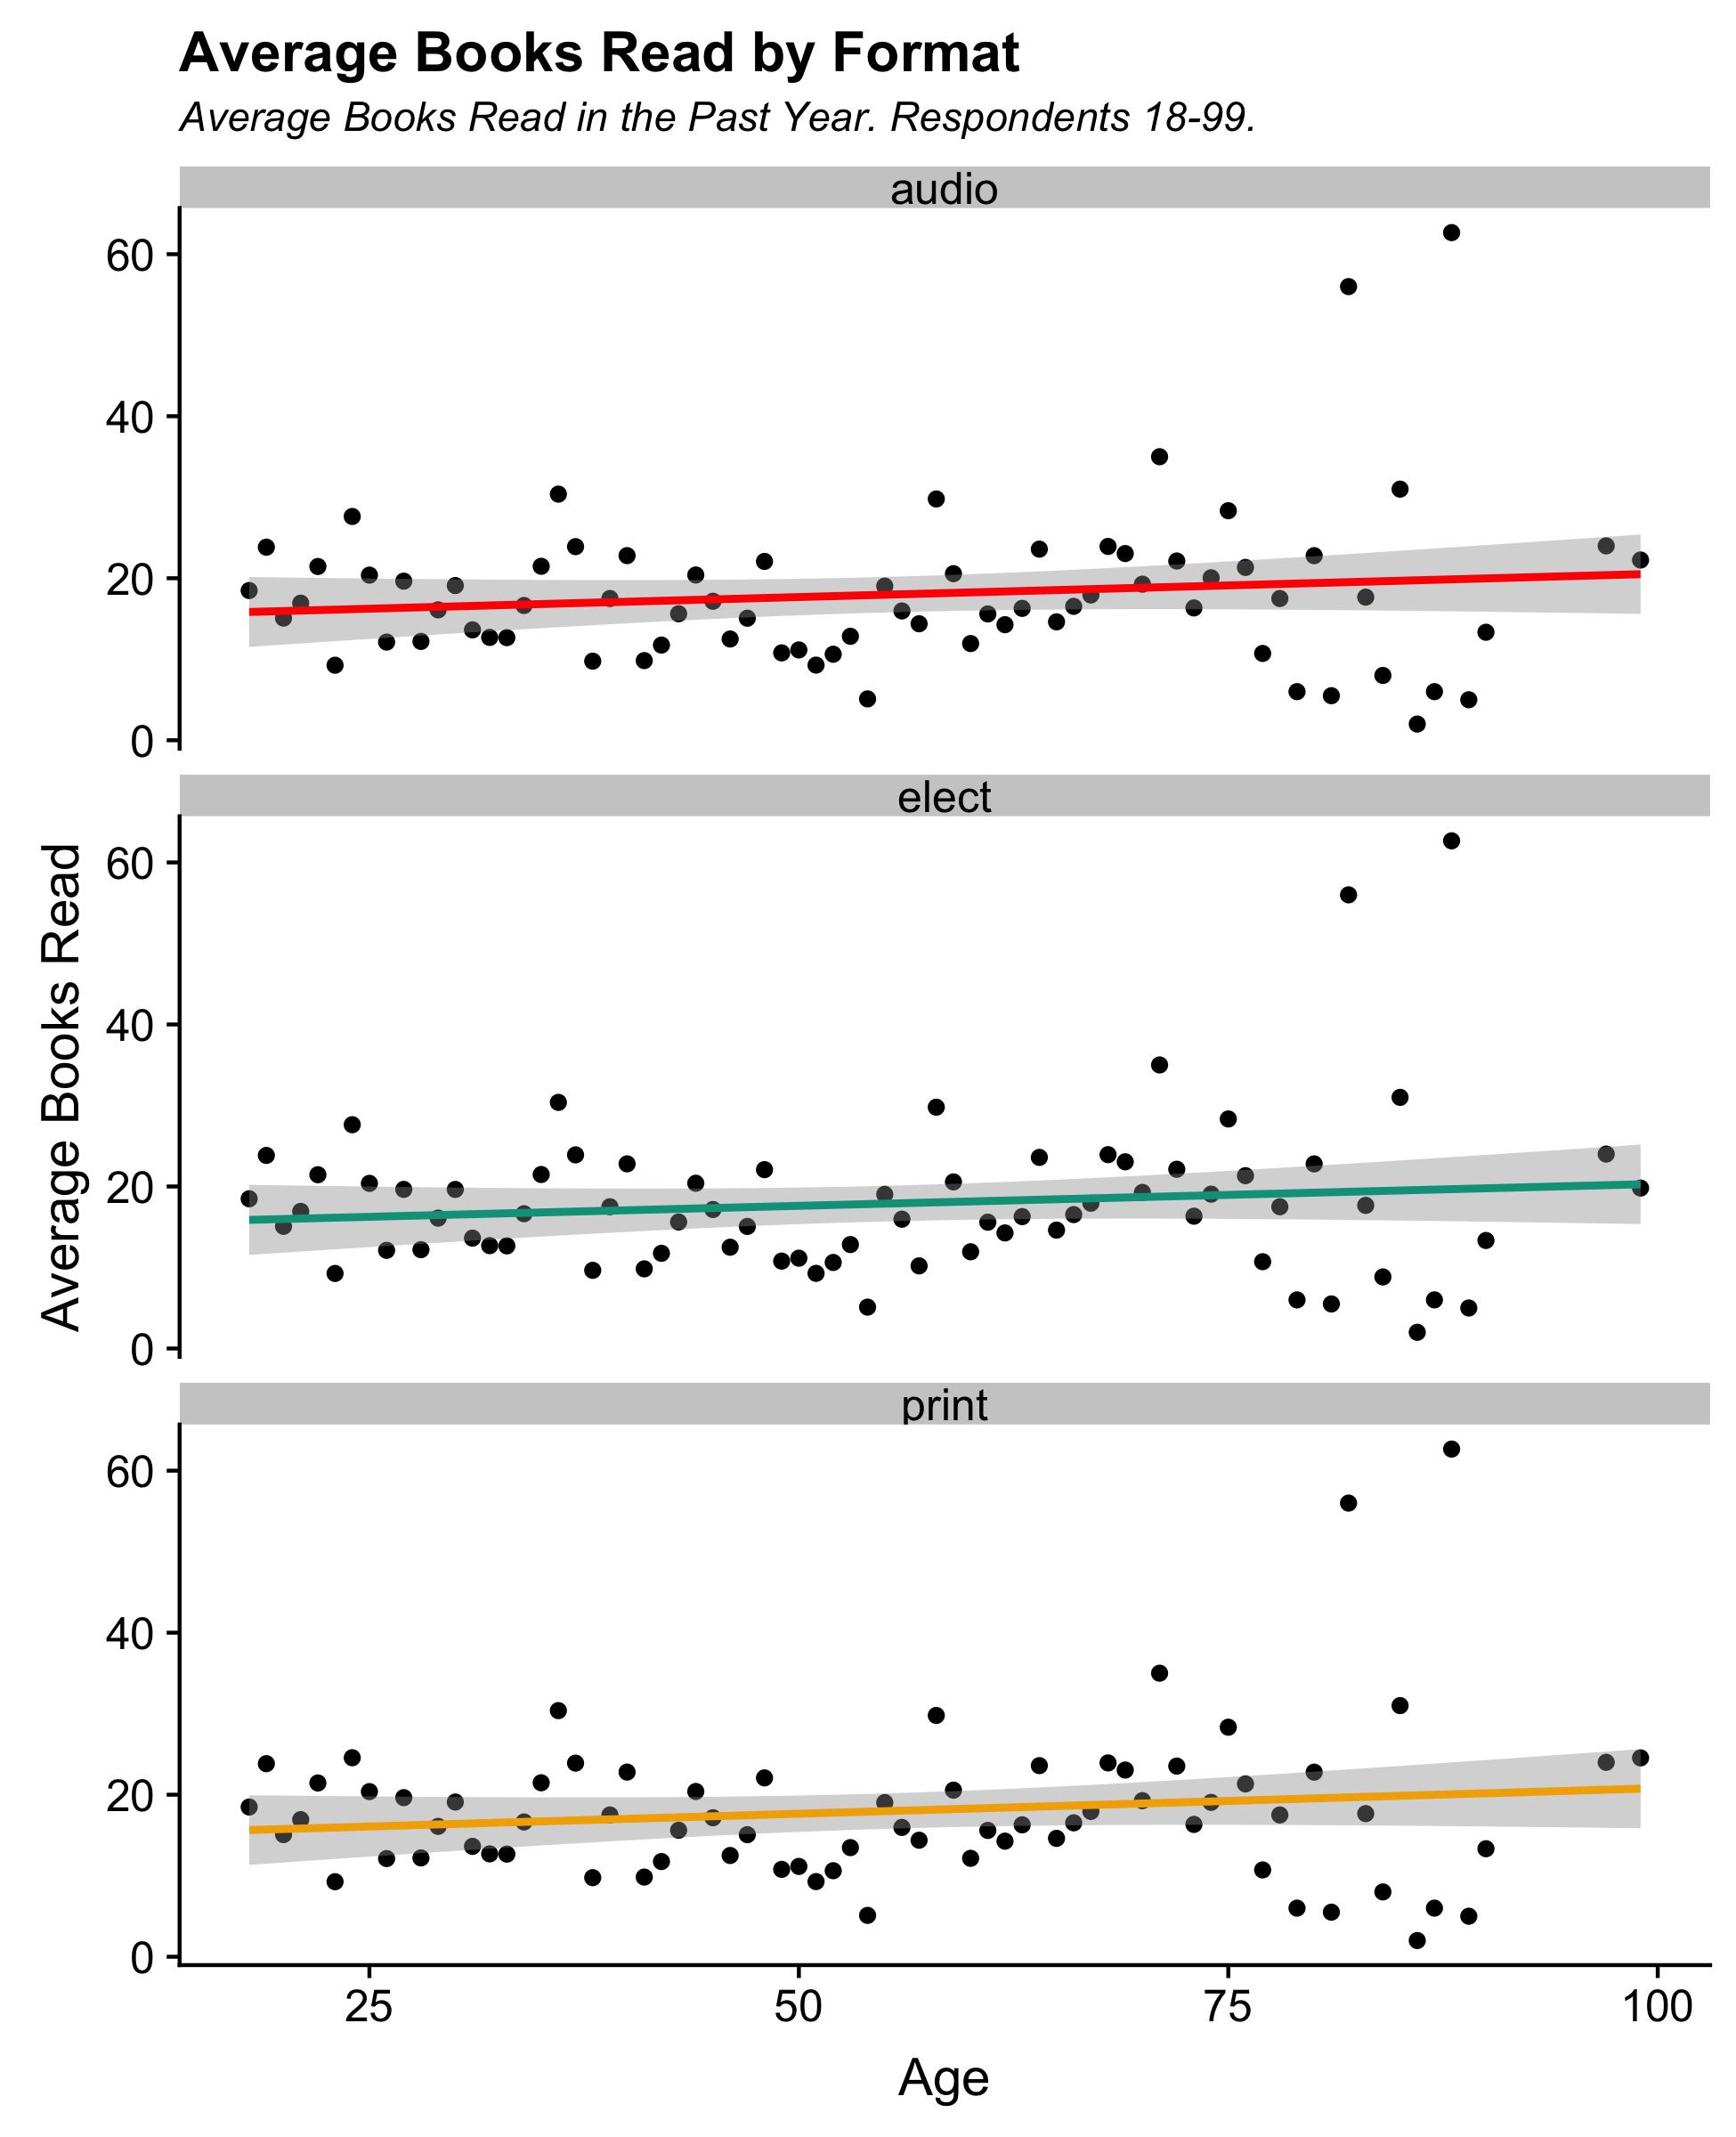 Average Books Read by Format
Average Books Read in the Past Year. Respondents 18-99.
audio
60
40
20
0
elect
60
40
20
0
Average Books Read
print
60
40
20
0
25 50 75 100
Age